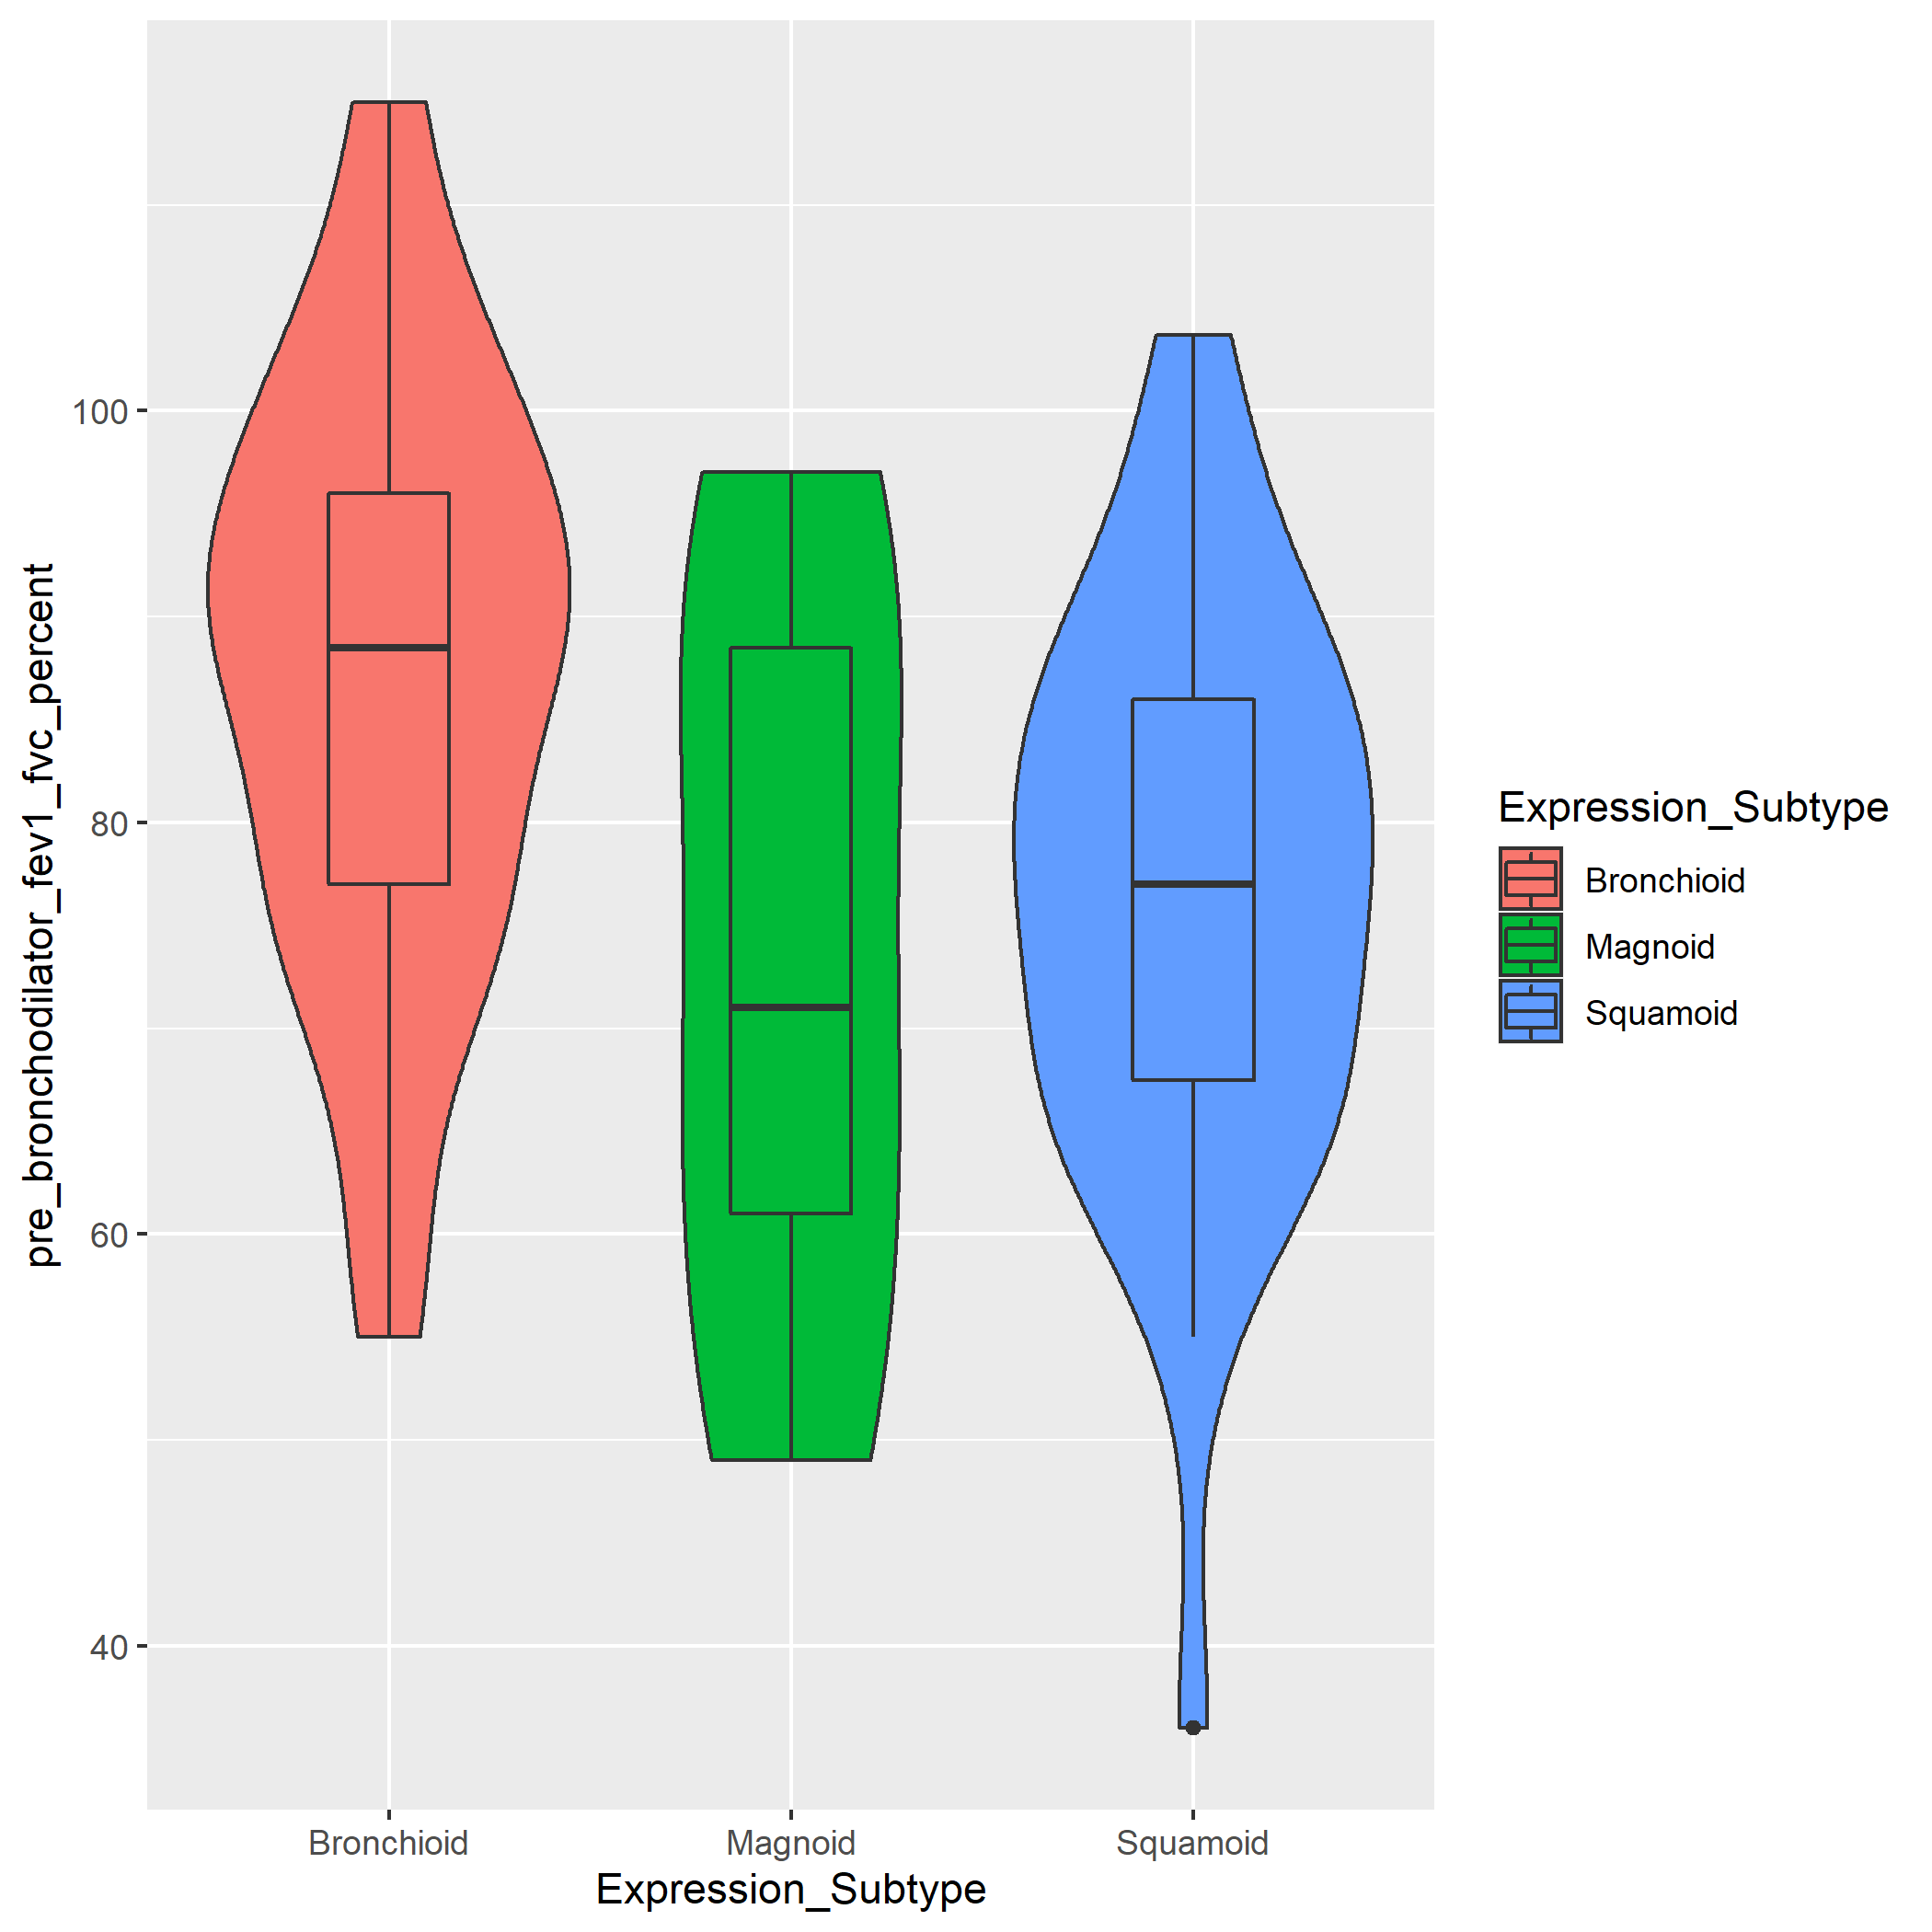 pre_bronchodilator_fev1_fvc_percent
100
80
60
40
Bronchioid
Magnoid
Squamoid
Expression_Subtype
Expression_Subtype
Bronchioid
Magnoid
Squamoid